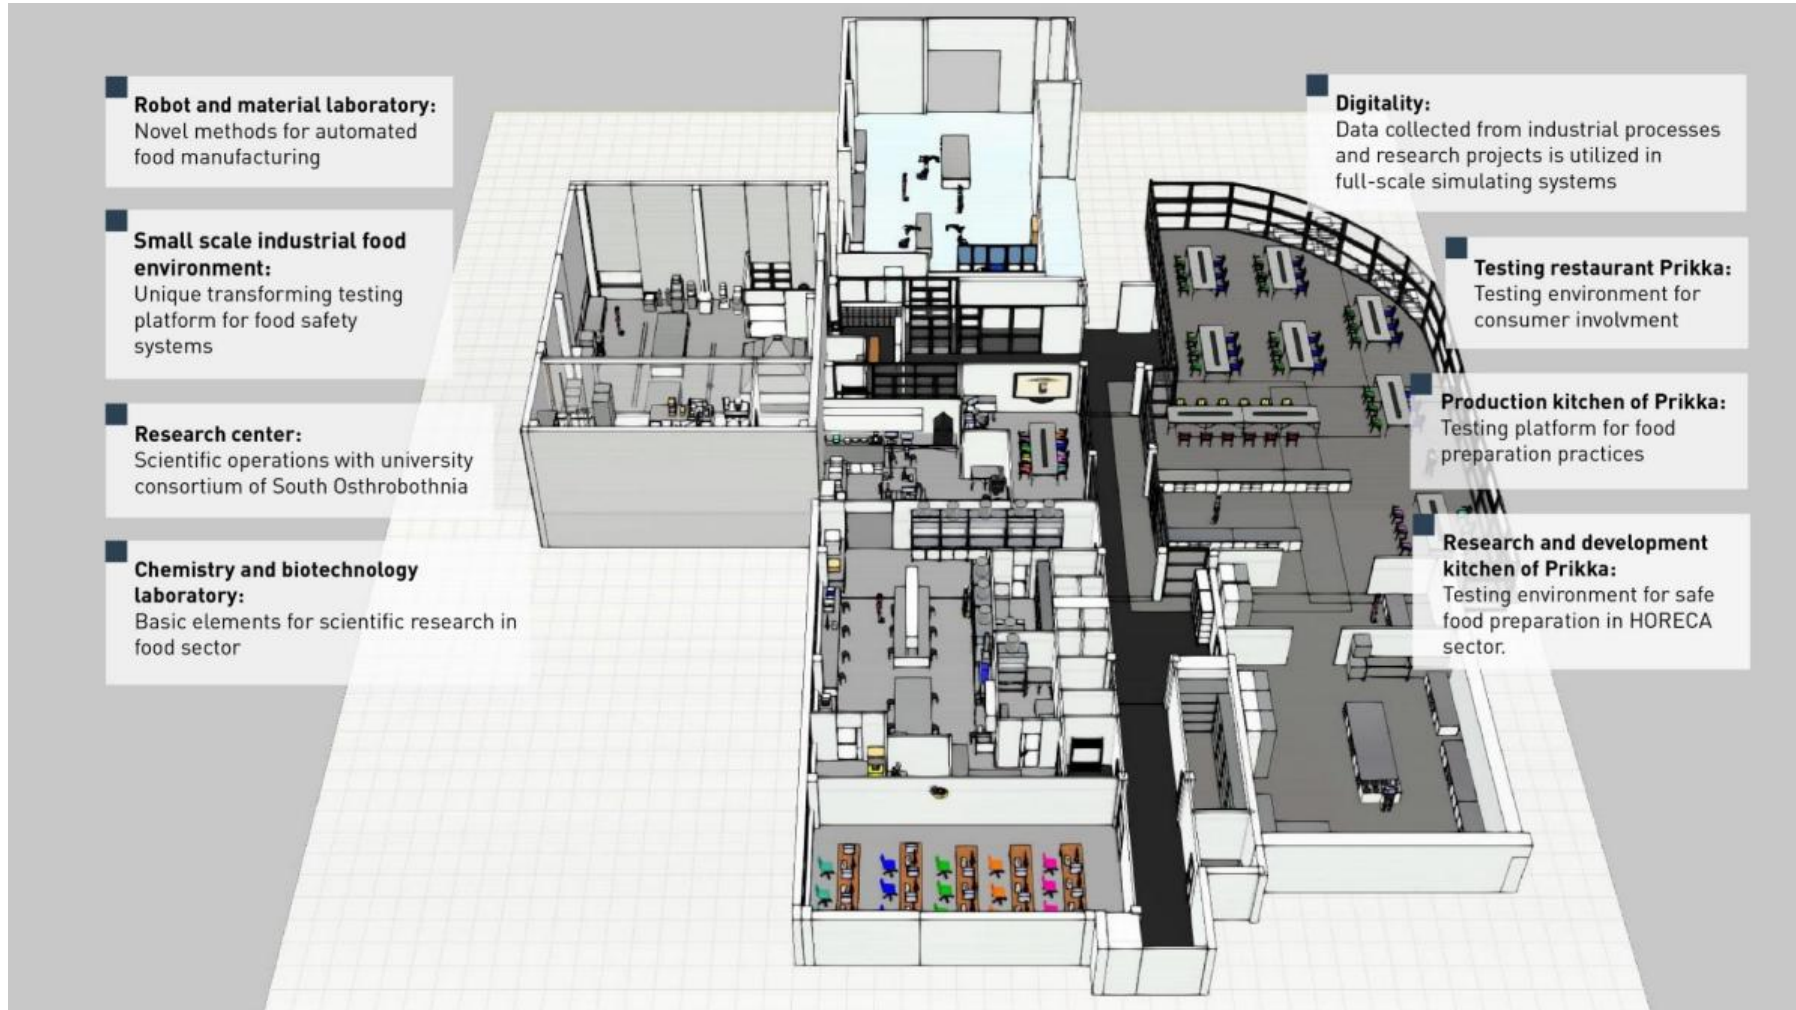 Robot and material laboratory:
Novel methods for automated
food manufacturing
Small scale industrial food
environment:
Unique transforming testing
platform for food safety
systems
Research center:
Scientific operations with university
consortium of South Osthrobothnia
Chemistry and biotechnology
laboratory:
Basic elements for scientific research in
food sector
Digitality:
Data collected from industrial processes
and research projects is utilized in
full-scale simulating systems
Testing restaurant Prikka:
Testing environment for
consumer involvment
Production kitchen of Prikka:
Testing platform for food
preparation practices
Research and development
kitchen of Prikka:
Testing environment for safe
food preparation in HORECA
sector.